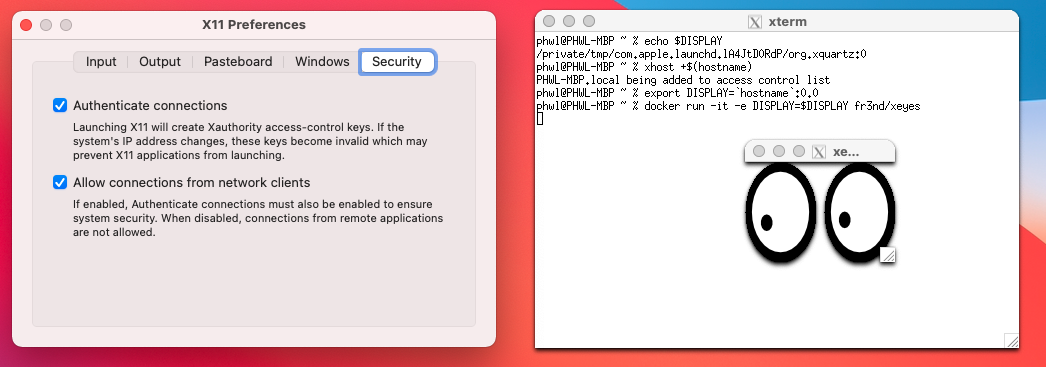 X11 Preferences
Input Output Pasteboard Windows Security
Authenticate connections
Launching X11 will create Xauthority access-control keys. If the
system's IP address changes, these keys become invalid which may
prevent X11 applications from launching.
Allow connections from network clients
If enabled, Authenticate connections must also be enabled to ensure
system security. When disabled, connections from remote applications
are not allowed.
X xterm
phwl@PHWL-MBP ~ % echo $DISPLAY
/private/tmp/com.apple.launchd.lA4JtDORdP/org.xquartz:0
phwl@PHWL-MBP ~ % xhost +$(hostname)
PHWL-MBP.local being added to access control list
phwl@PHWL-MBP ~ % export DISPLAY=`hostname`:0.0
phwl@PHWL-MBP ~ % docker run -it -e DISPLAY=$DISPLAY fr3nd/xeyes
X xe...